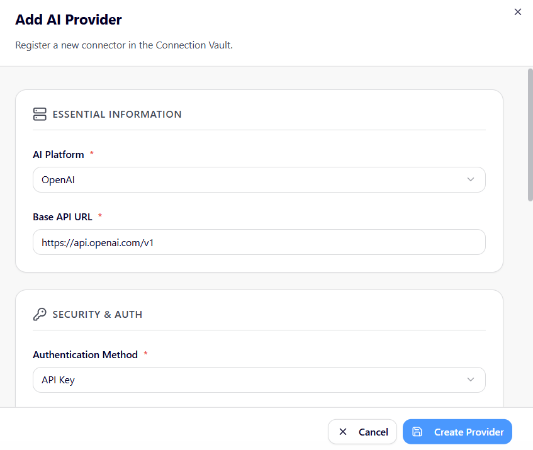 Add AI Provider
Register a new connector in the Connection Vault.
ESSENTIAL INFORMATION
AI Platform *
OpenAI
Base API URL *
https://api.openai.com/v1
SECURITY & AUTH
Authentication Method *
API Key
Cancel
Create Provider